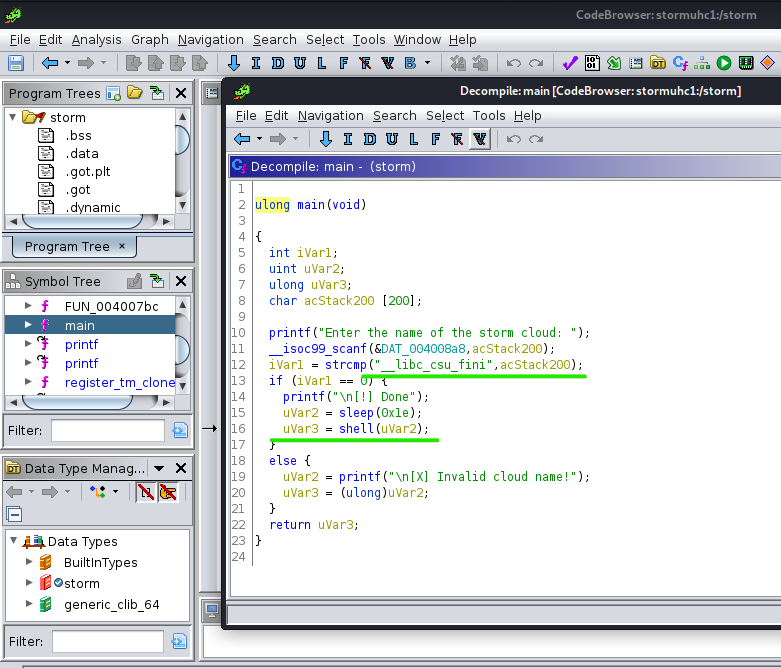 CodeBrowser: stormuhc1:/storm
File Edit Analysis Graph Navigation Search Select Tools Window Help
I D U L F F V B
Program Trees
storm
.bss
.data
.got.plt
.got
.dynamic
Program Tree ×
Symbol Tree
f FUN_004007bc
f main
f printf
f printf
f register_tm_clone
Filter:
DT Data Type Manag...
Data Types
BuiltInTypes
storm
generic_clib_64
Filter:
Decompile: main [CodeBrowser: stormuhc1:/storm]
File Edit Navigation Search Select Tools Help
I D U L F F V
Decompile: main - (storm)
1
2 ulong main(void)
3
4 {
5 int iVar1;
6 uint uVar2;
7 ulong uVar3;
8 char acStack200 [200];
9
10 printf("Enter the name of the storm cloud: ");
11 __isoc99_scanf(&DAT_004008a8,acStack200);
12 iVar1 = strcmp("__libc_csu_fini",acStack200);
13 if (iVar1 == 0) {
14 printf("\n[!] Done");
15 uVar2 = sleep(0x1e);
16 uVar3 = shell(uVar2);
17 }
18 else {
19 uVar2 = printf("\n[X] Invalid cloud name!");
20 uVar3 = (ulong)uVar2;
21 }
22 return uVar3;
23 }
24